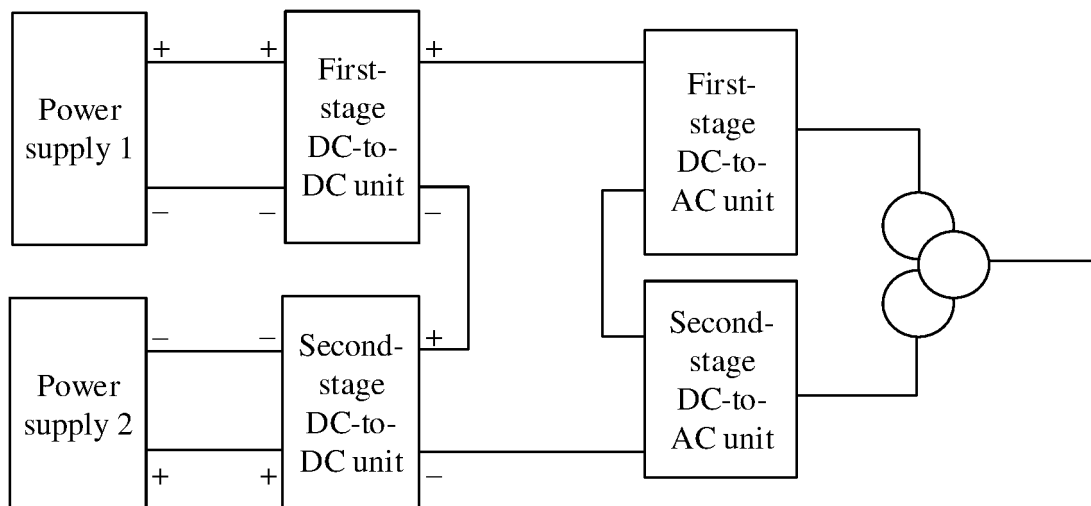 +
+
+
Power
supply 1
First-
stage
DC-to-
DC unit
First-
stage
DC-to-
AC unit
−
−
−
−
−
+
Power
supply 2
Second-
stage
DC-to-
DC unit
Second-
stage
DC-to-
AC unit
+
+
−